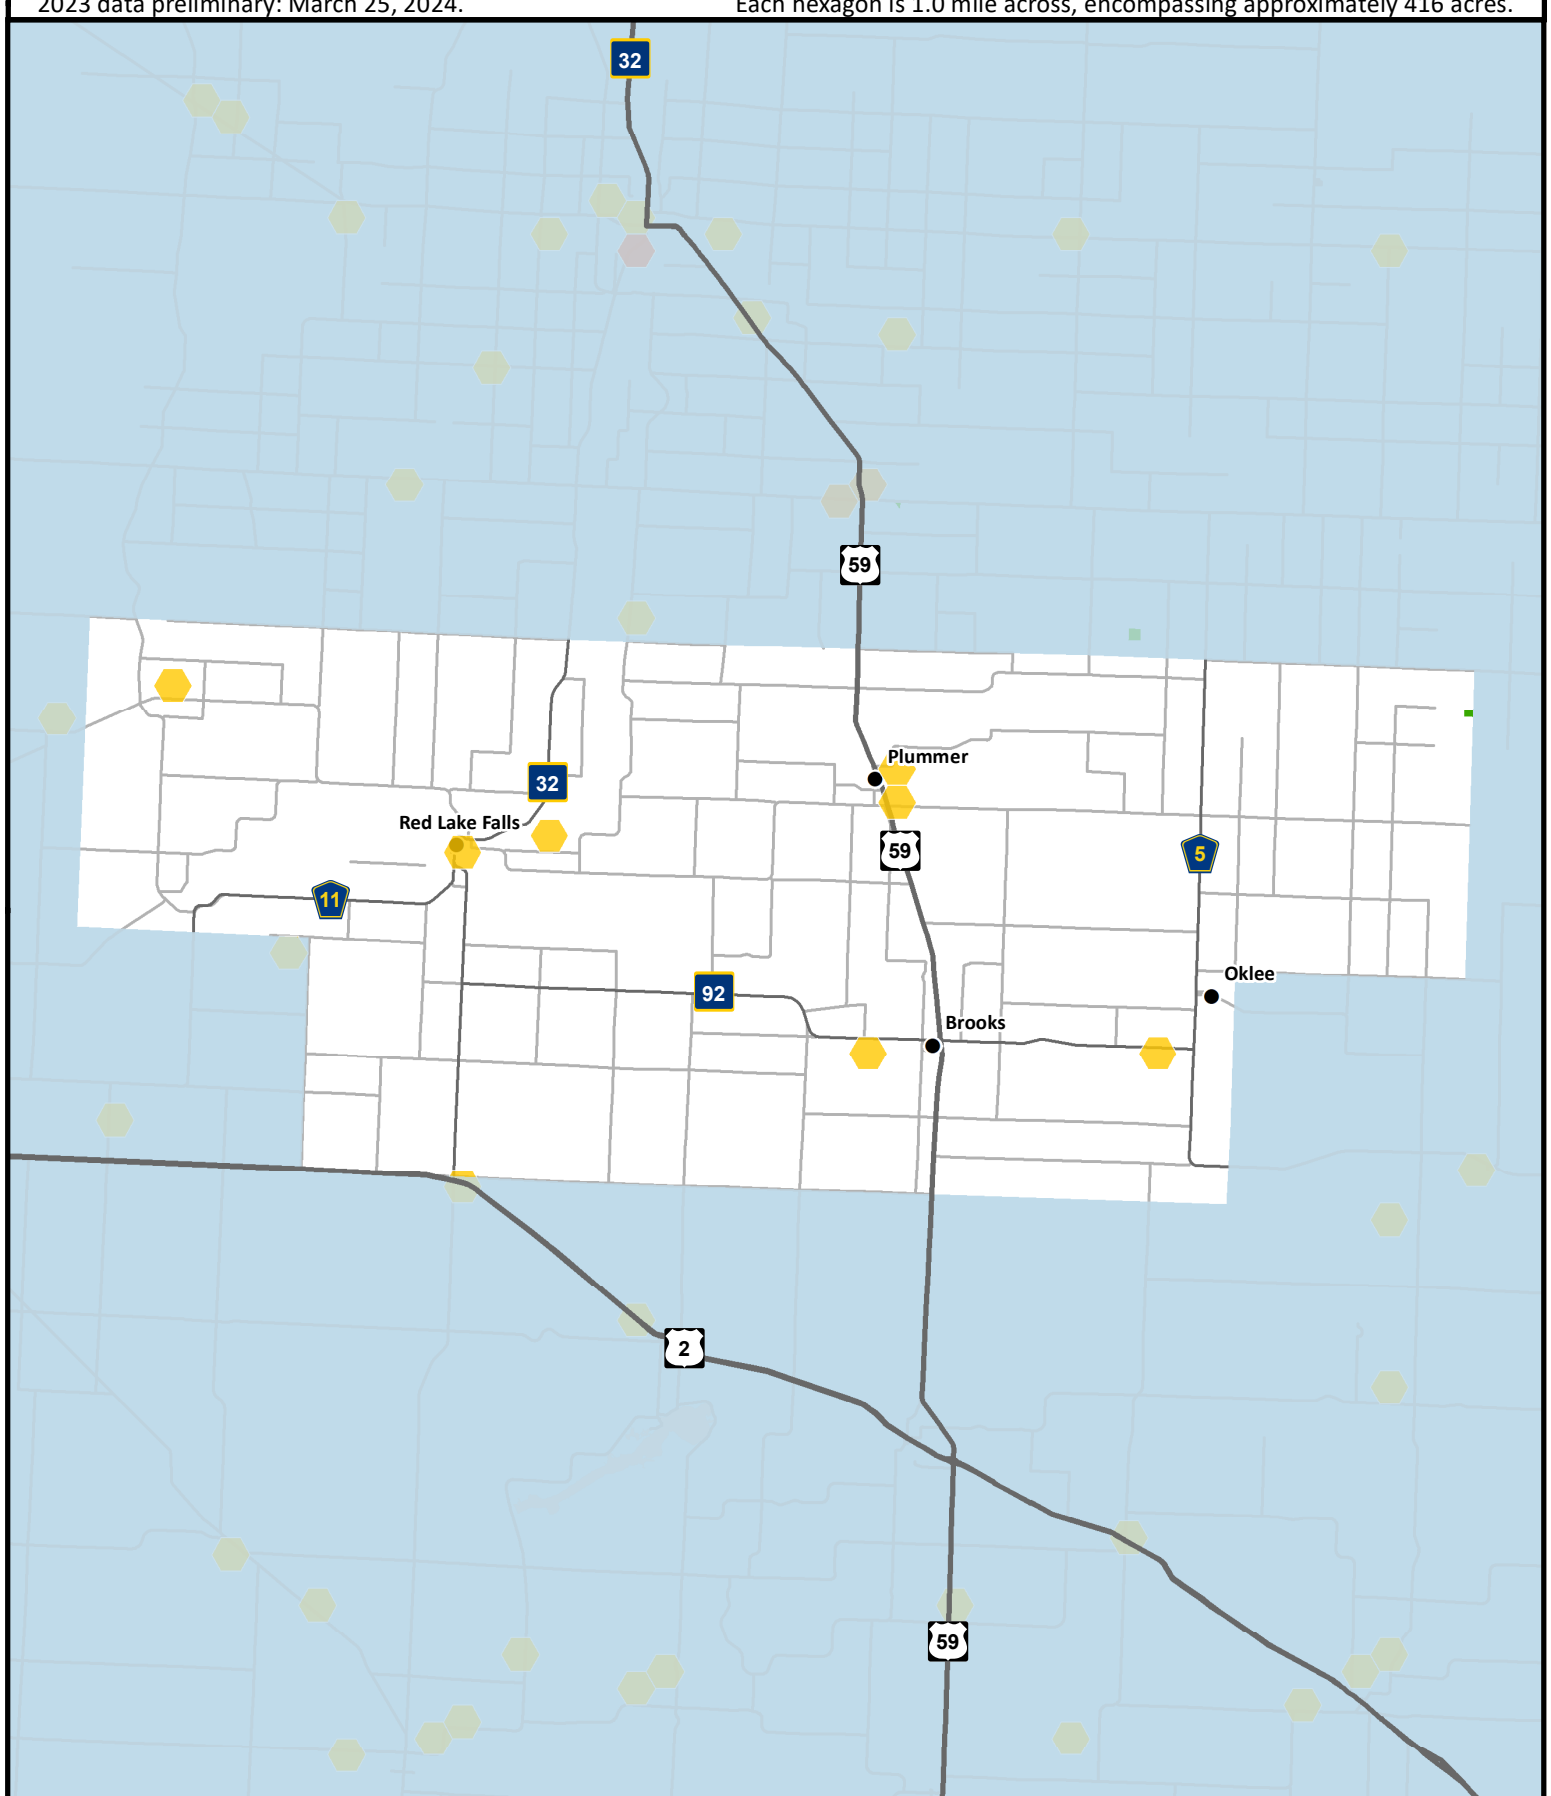 2023 data preliminary: March 25, 2024.
Each hexagon is 1.0 mile across, encompassing approximately 416 acres.
32
59
Plummer
32
Red Lake Falls
59
5
11
Oklee
92
Brooks
2
59